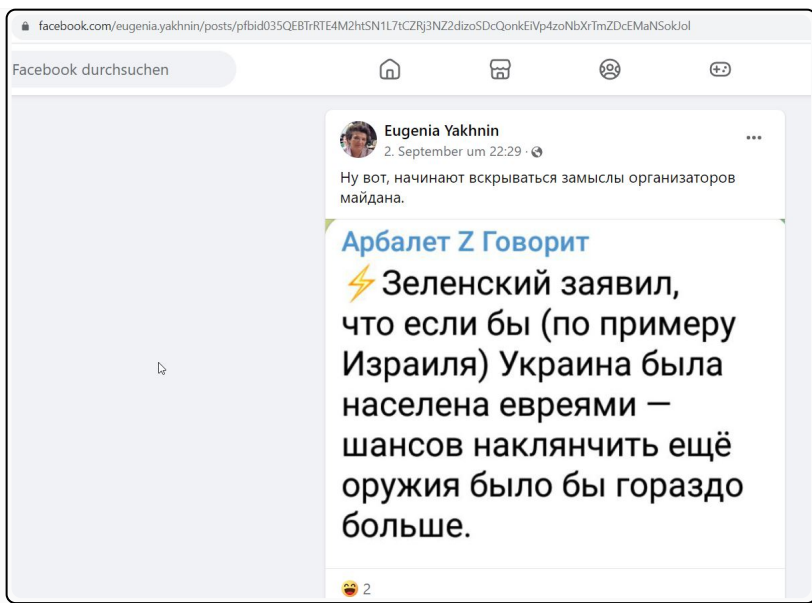 facebook.com/eugenia.yakhnin/posts/pfbid035QEBTrRTE4M2htSN1L7tCZRj3NZ2dizoSDcQonkEiVp4zoNbXrTmZDcEMaNSokJol
Facebook durchsuchen
Eugenia Yakhnin
2. September um 22:29 ·
Ну вот, начинают вскрываться замыслы организаторов
майдана.
Арбалет Z Говорит
⚡Зеленский заявил,
что если бы (по примеру
Израиля) Украина была
населена евреями —
шансов наклянчить ещё
оружия было бы гораздо
больше.
2